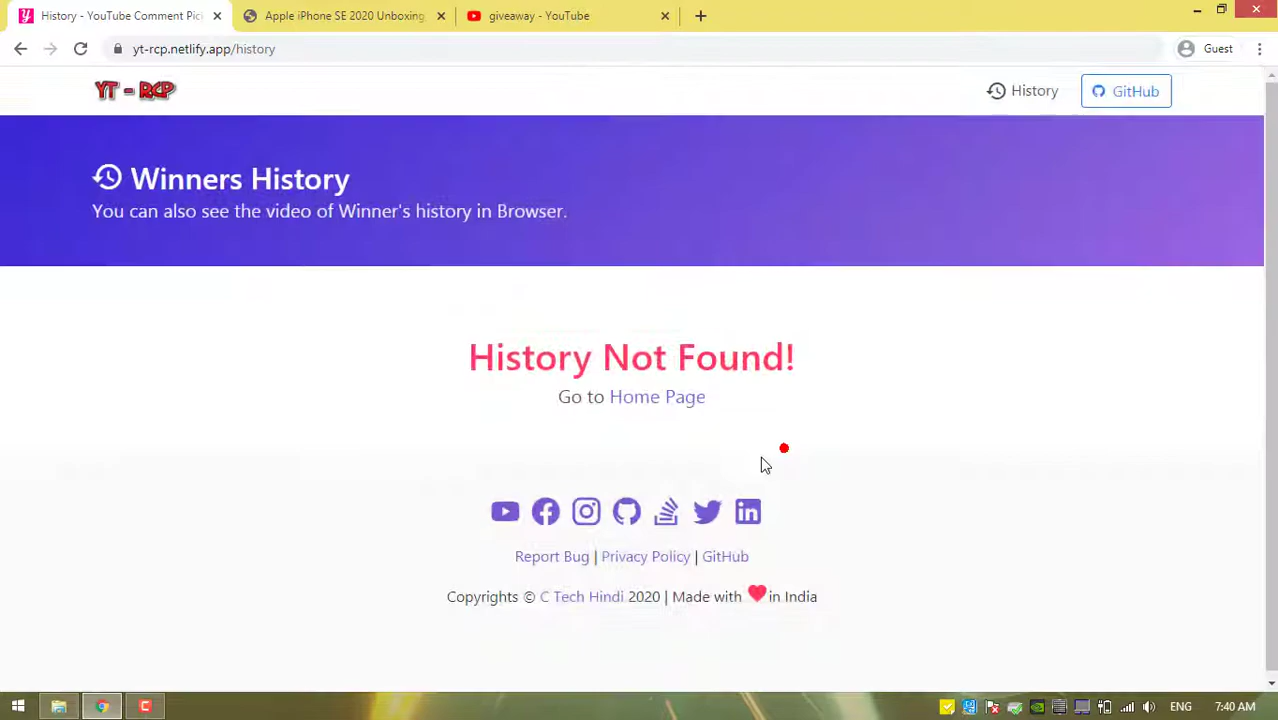 History - YouTube Comment Pic
Apple iPhone SE 2020 Unboxing
giveaway - YouTube
yt-rcp.netlify.app/history
Guest
YT - RCP
History
GitHub
Winners History
You can also see the video of Winner's history in Browser.
History Not Found!
Go to Home Page
Report Bug | Privacy Policy | GitHub
Copyrights © C Tech Hindi 2020 | Made with ❤ in India
ENG
7:40 AM